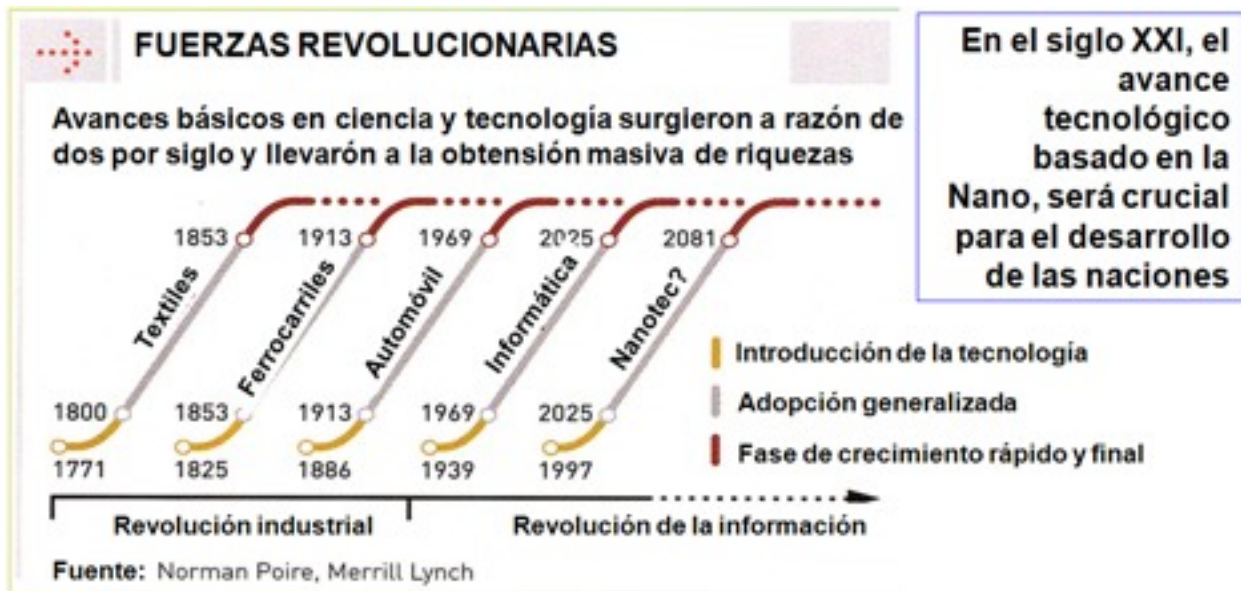 FUERZAS REVOLUCIONARIAS
Avances básicos en ciencia y tecnología surgieron a razón de
dos por siglo y llevarón a la obtención masiva de riquezas
1853
1913
1969
2025
2081
Textiles
Ferrocarriles
Automóvil
Informática
Nanotec?
1800
1853
1913
1969
2025
1771
1825
1886
1939
1997
Introducción de la tecnología
Adopción generalizada
Fase de crecimiento rápido y final
Revolución industrial
Revolución de la información
Fuente: Norman Poire, Merrill Lynch
En el siglo XXI, el
avance
tecnológico
basado en la
Nano, será crucial
para el desarrollo
de las naciones